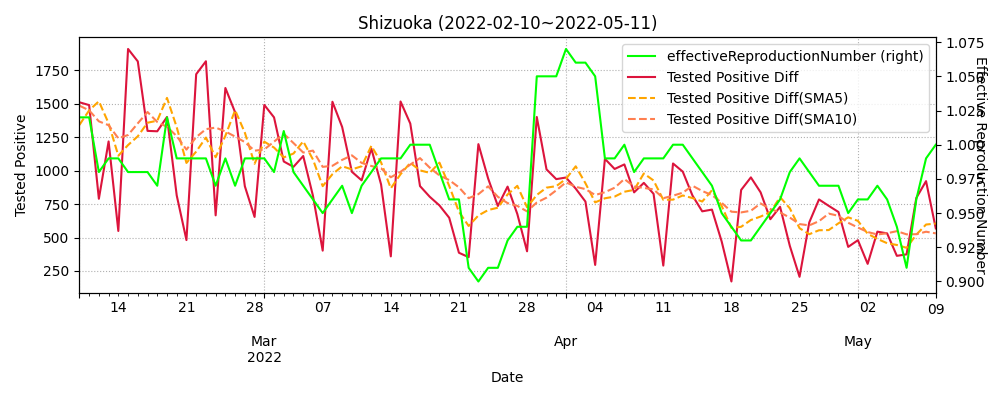 Shizuoka (2022-02-10~2022-05-11)
effectiveReproductionNumber (right)
Tested Positive Diff
Tested Positive Diff(SMA5)
Tested Positive Diff(SMA10)
Tested Positive
1750
1500
1250
1000
750
500
250
1.075
1.050
1.025
1.000
0.975
0.950
0.925
0.900
Effective Reproduction Number
14 21 28 07 14 21 28 04 11 18 25 02 09
Mar Apr May
2022
Date